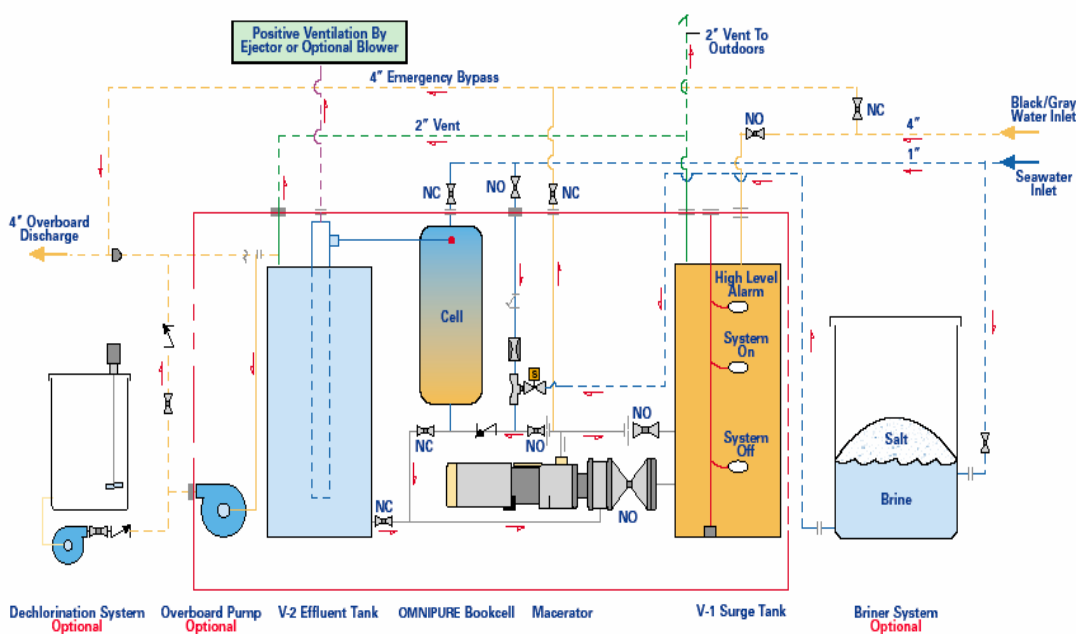 Positive Ventilation By
Ejector or Optional Blower
2" Vent To
Outdoors
4" Emergency Bypass
Black/Gray
Water Inlet
NC
NO
4"
2" Vent
1"
Seawater
Inlet
NC
NO
NC
4" Overboard
Discharge
High Level
Alarm
Cell
System
On
S
NO
System
Off
Salt
NC
NO
Brine
NC
NO
Dechlorination System
Optional
Overboard Pump
Optional
V-2 Effluent Tank
OMNIPURE Bookcell
Macerator
V-1 Surge Tank
Briner System
Optional